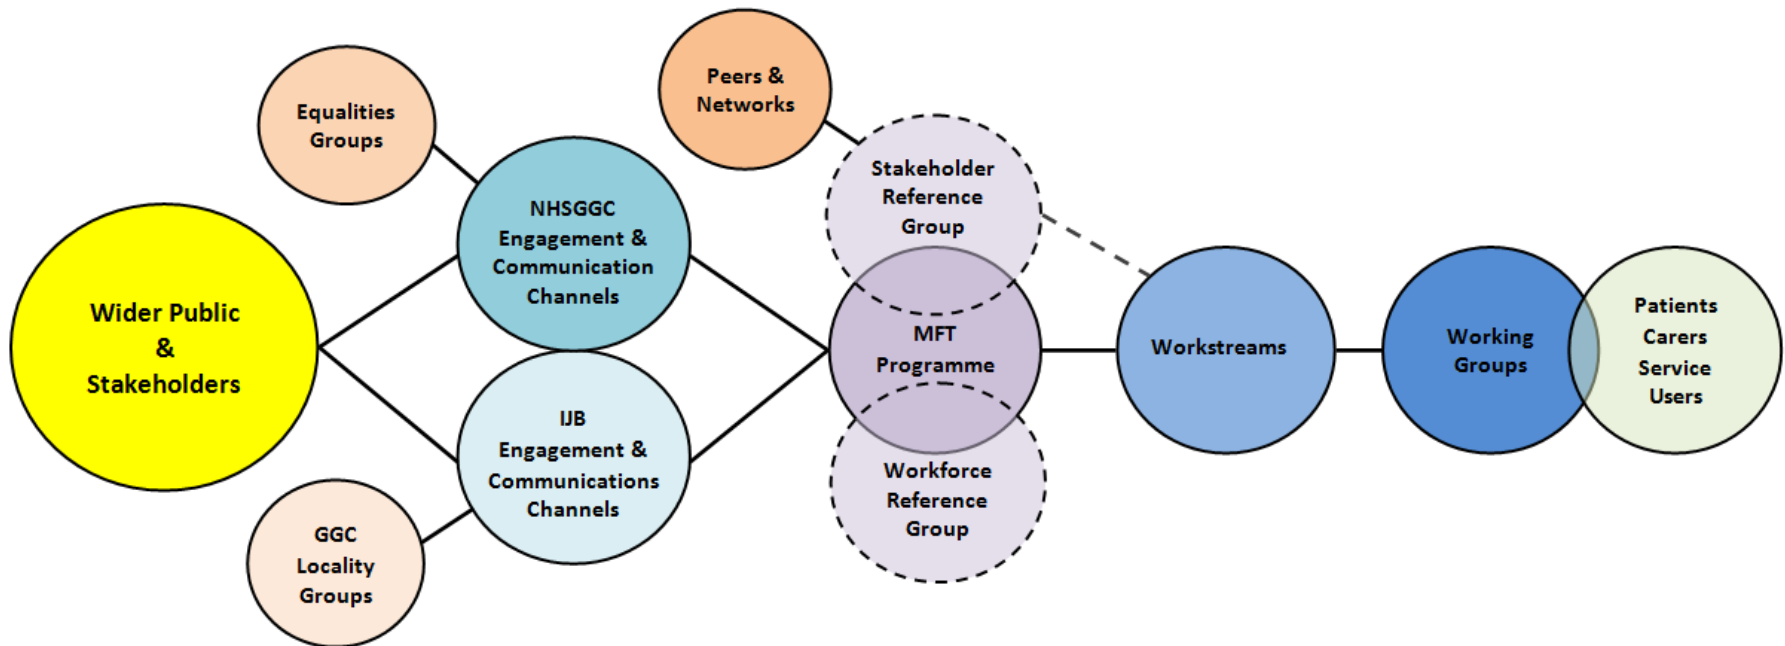 Equalities
Groups
Peers &
Networks
Wider Public
&
Stakeholders
NHSGGC
Engagement &
Communication
Channels
IJB
Engagement &
Communications
Channels
GGC
Locality
Groups
Stakeholder
Reference
Group
MFT
Programme
Workforce
Reference
Group
Workstreams
Working
Groups
Patients
Carers
Service
Users